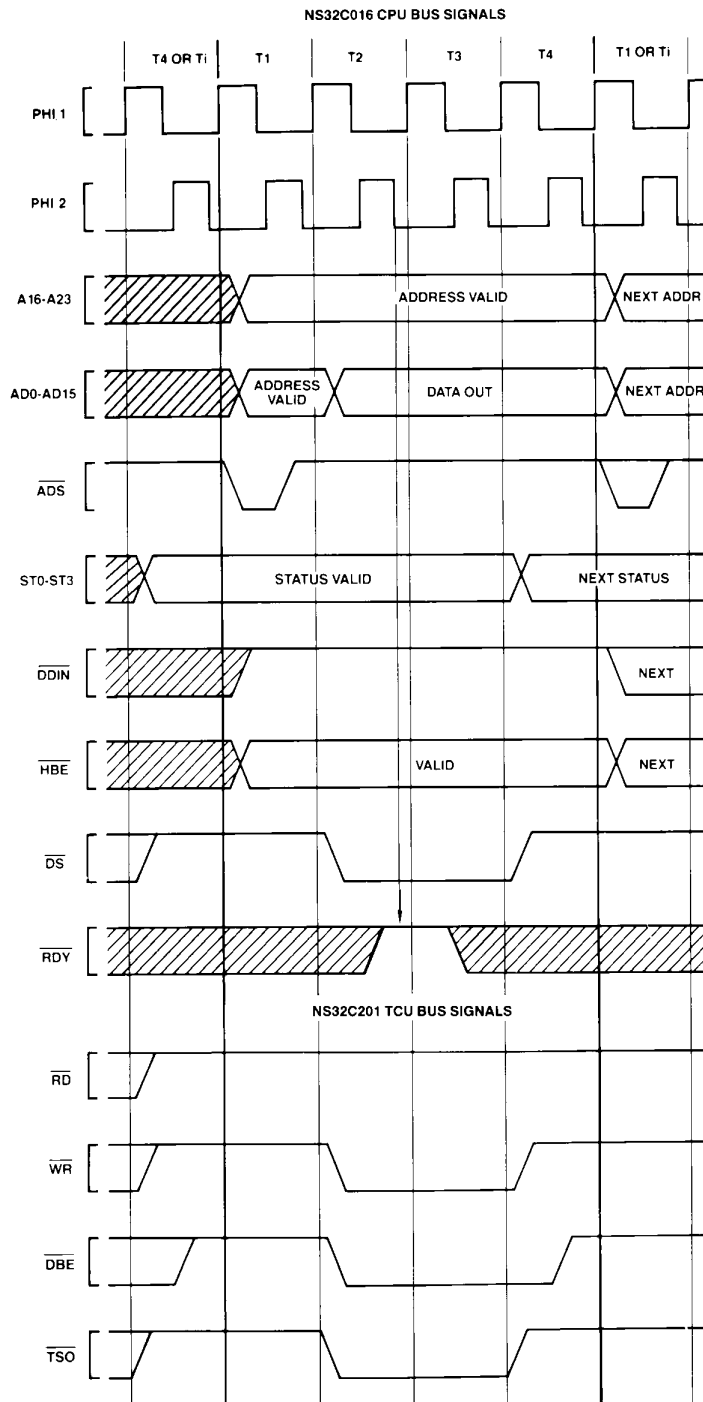 NS32C016 CPU BUS SIGNALS
T4 OR Ti T1 T2 T3 T4 T1 OR Ti
PHI 1
PHI 2
A16-A23 ADDRESS VALID NEXT ADDR
AD0-AD15 ADDRESS VALID DATA OUT NEXT ADDR
ADS
ST0-ST3 STATUS VALID NEXT STATUS
DDIN NEXT
HBE VALID NEXT
DS
RDY
NS32C201 TCU BUS SIGNALS
RD
WR
DBE
TSO